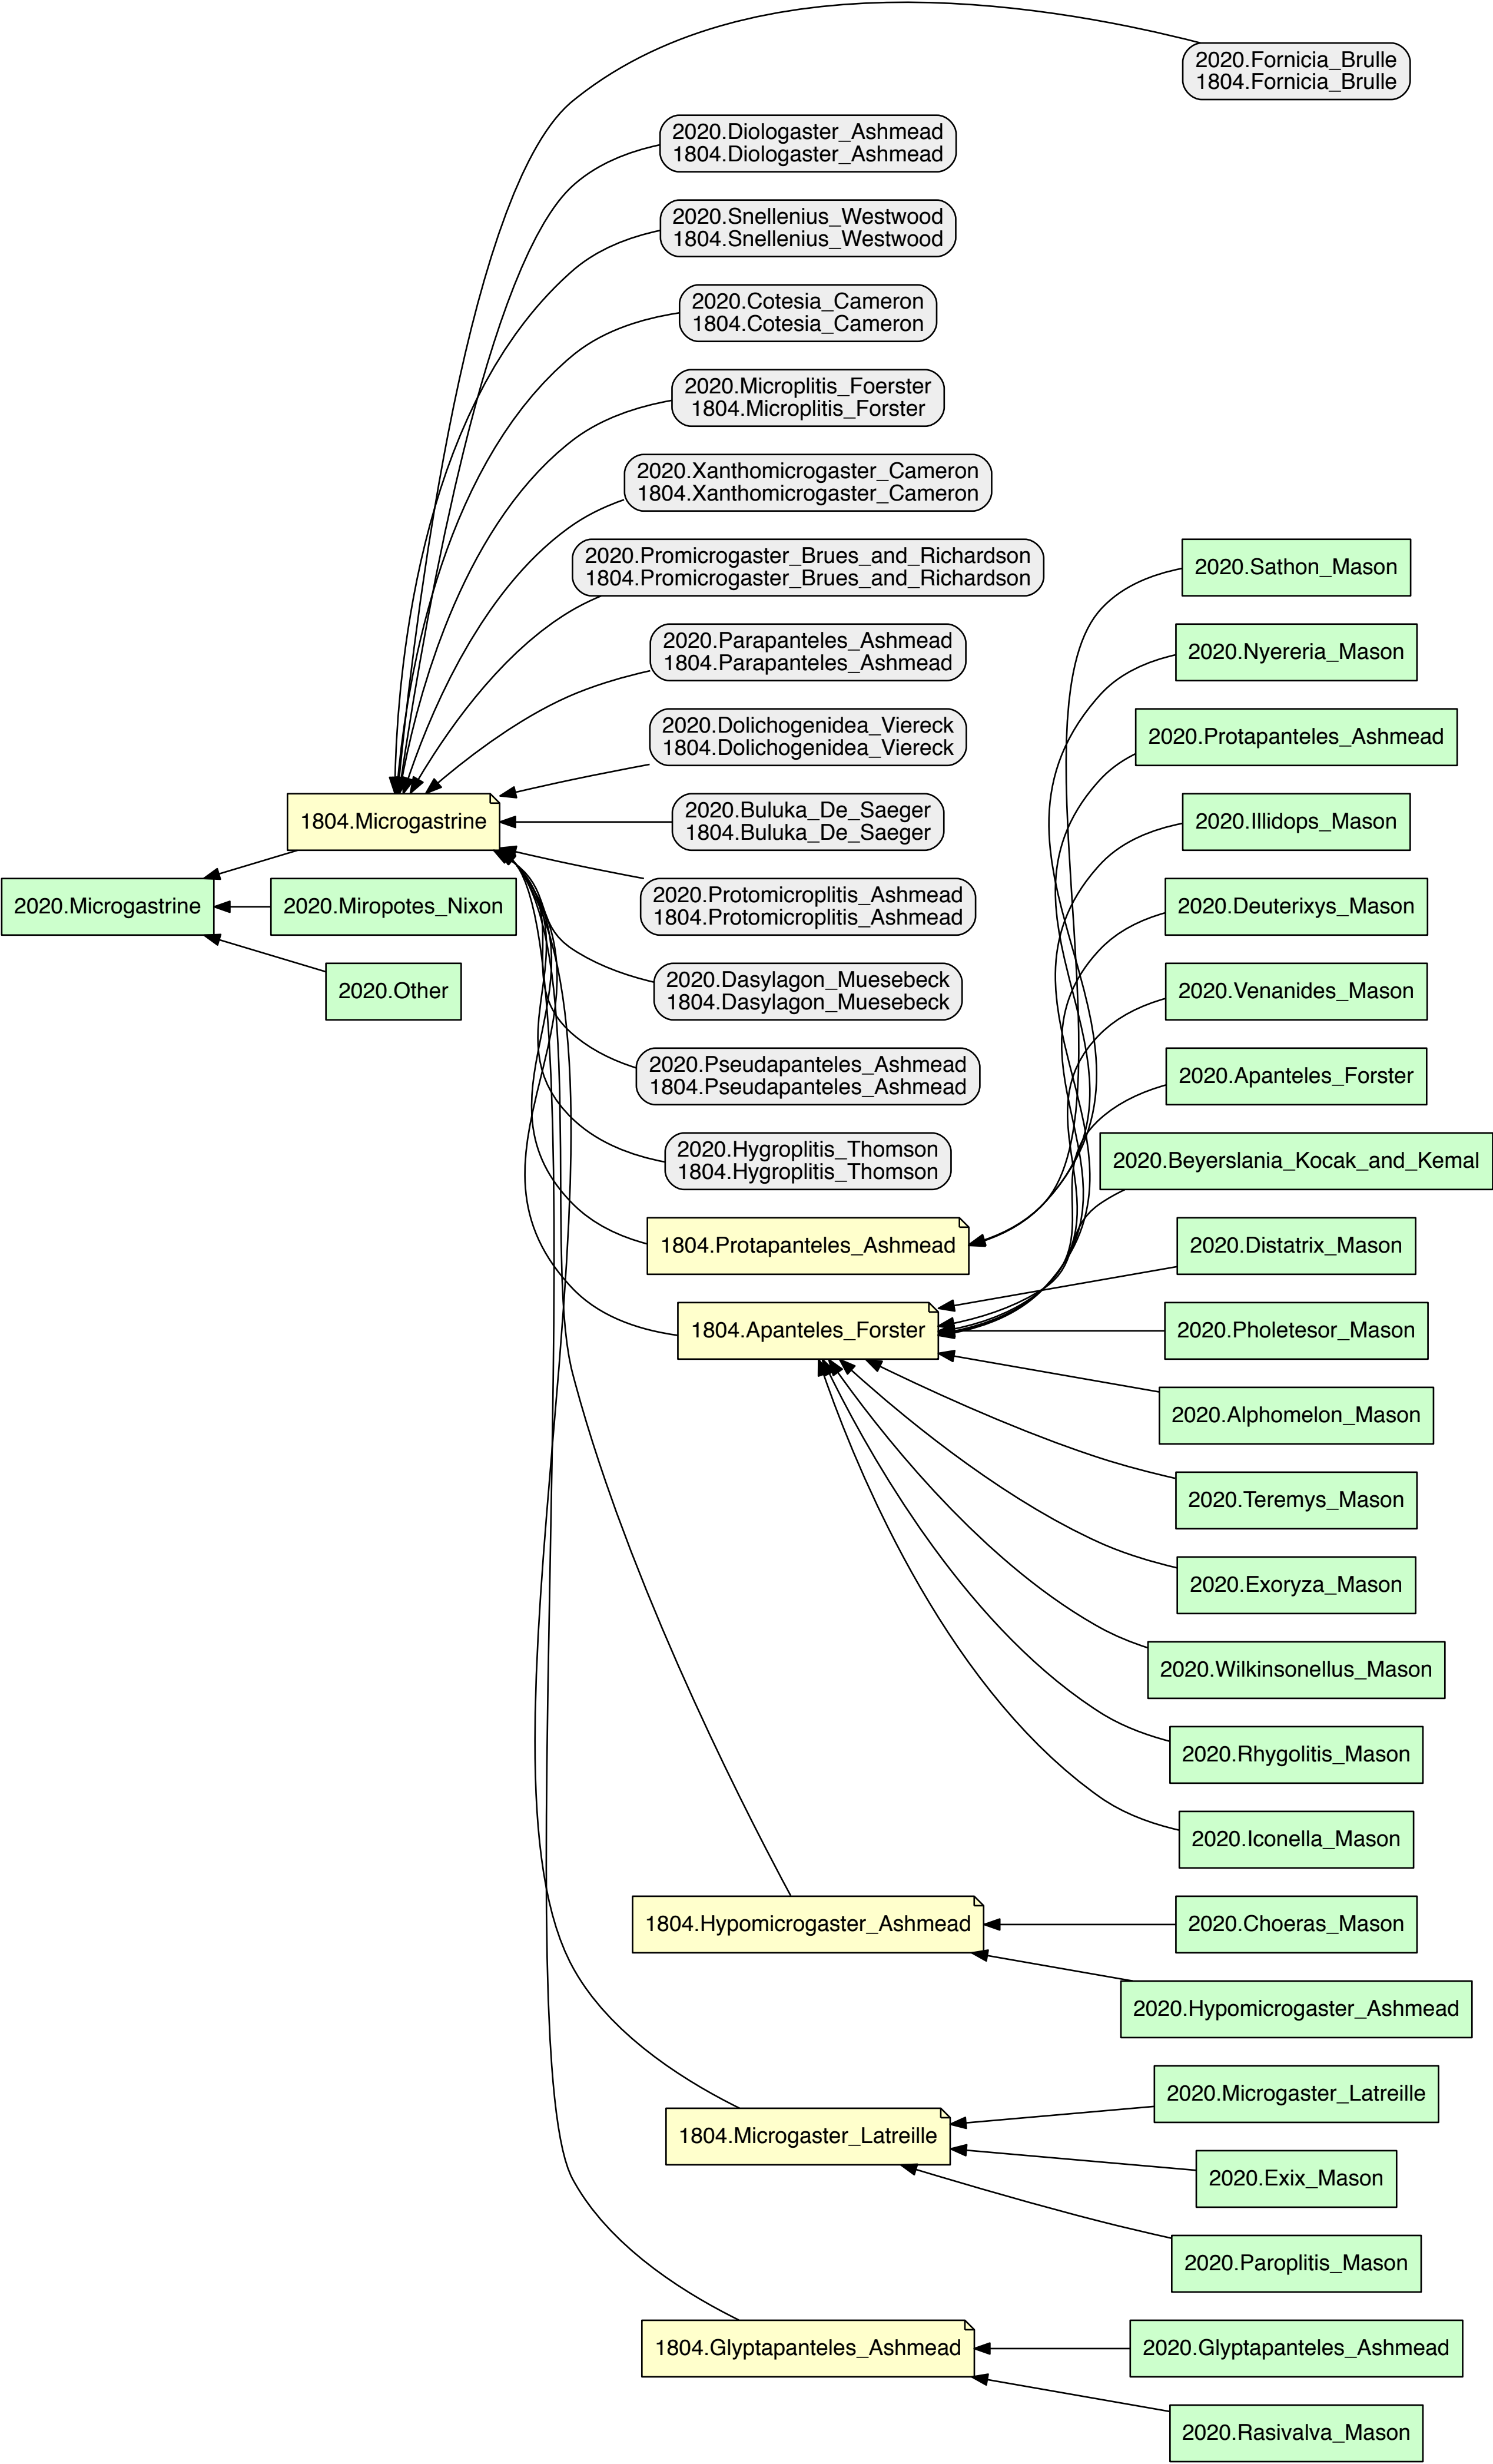 2020.Fornicia_Brulle
1804.Fornicia_Brulle
2020.Diologaster_Ashmead
1804.Diologaster_Ashmead
2020.Snellenius_Westwood
1804.Snellenius_Westwood
2020.Cotesia_Cameron
1804.Cotesia_Cameron
2020.Microplitis_Foerster
1804.Microplitis_Forster
2020.Xanthomicrogaster_Cameron
1804.Xanthomicrogaster_Cameron
2020.Promicrogaster_Brues_and_Richardson
1804.Promicrogaster_Brues_and_Richardson
2020.Sathon_Mason
2020.Parapanteles_Ashmead
1804.Parapanteles_Ashmead
2020.Nyereria_Mason
2020.Dolichogenidea_Viereck
1804.Dolichogenidea_Viereck
2020.Protapanteles_Ashmead
1804.Microgastrine
2020.Buluka_De_Saeger
1804.Buluka_De_Saeger
2020.Illidops_Mason
2020.Microgastrine
2020.Miropotes_Nixon
2020.Protomicroplitis_Ashmead
1804.Protomicroplitis_Ashmead
2020.Deuterixys_Mason
2020.Other
2020.Dasylagon_Muesebeck
1804.Dasylagon_Muesebeck
2020.Venanides_Mason
2020.Pseudapanteles_Ashmead
1804.Pseudapanteles_Ashmead
2020.Apanteles_Forster
2020.Hygroplitis_Thomson
1804.Hygroplitis_Thomson
2020.Beyerslania_Kocak_and_Kemal
1804.Protapanteles_Ashmead
2020.Distatrix_Mason
1804.Apanteles_Forster
2020.Pholetesor_Mason
2020.Alphomelon_Mason
2020.Teremys_Mason
2020.Exoryza_Mason
2020.Wilkinsonellus_Mason
2020.Rhygolitis_Mason
2020.Iconella_Mason
1804.Hypomicrogaster_Ashmead
2020.Choeras_Mason
2020.Hypomicrogaster_Ashmead
2020.Microgaster_Latreille
1804.Microgaster_Latreille
2020.Exix_Mason
2020.Paroplitis_Mason
1804.Glyptapanteles_Ashmead
2020.Glyptapanteles_Ashmead
2020.Rasivalva_Mason